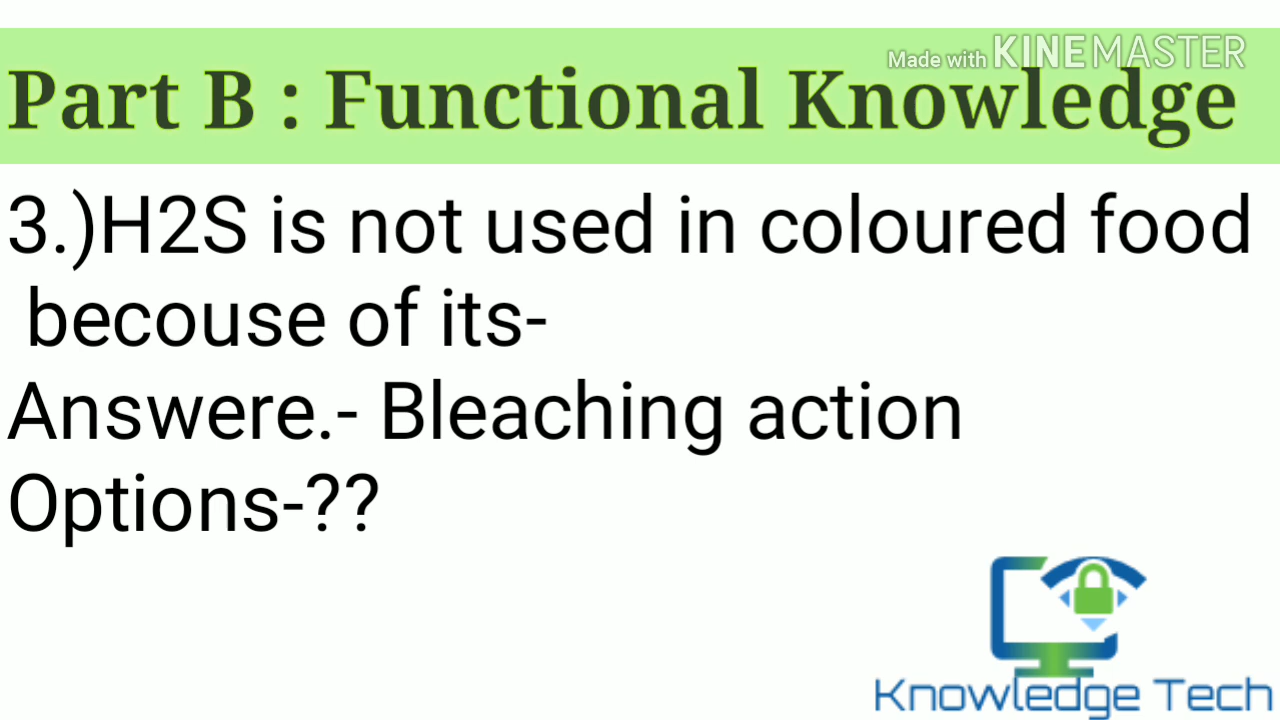 Made with KINEMASTER
Part B : Functional Knowledge
3.)H2S is not used in coloured food
becouse of its-
Answere.- Bleaching action
Options-??
Knowledge Tech